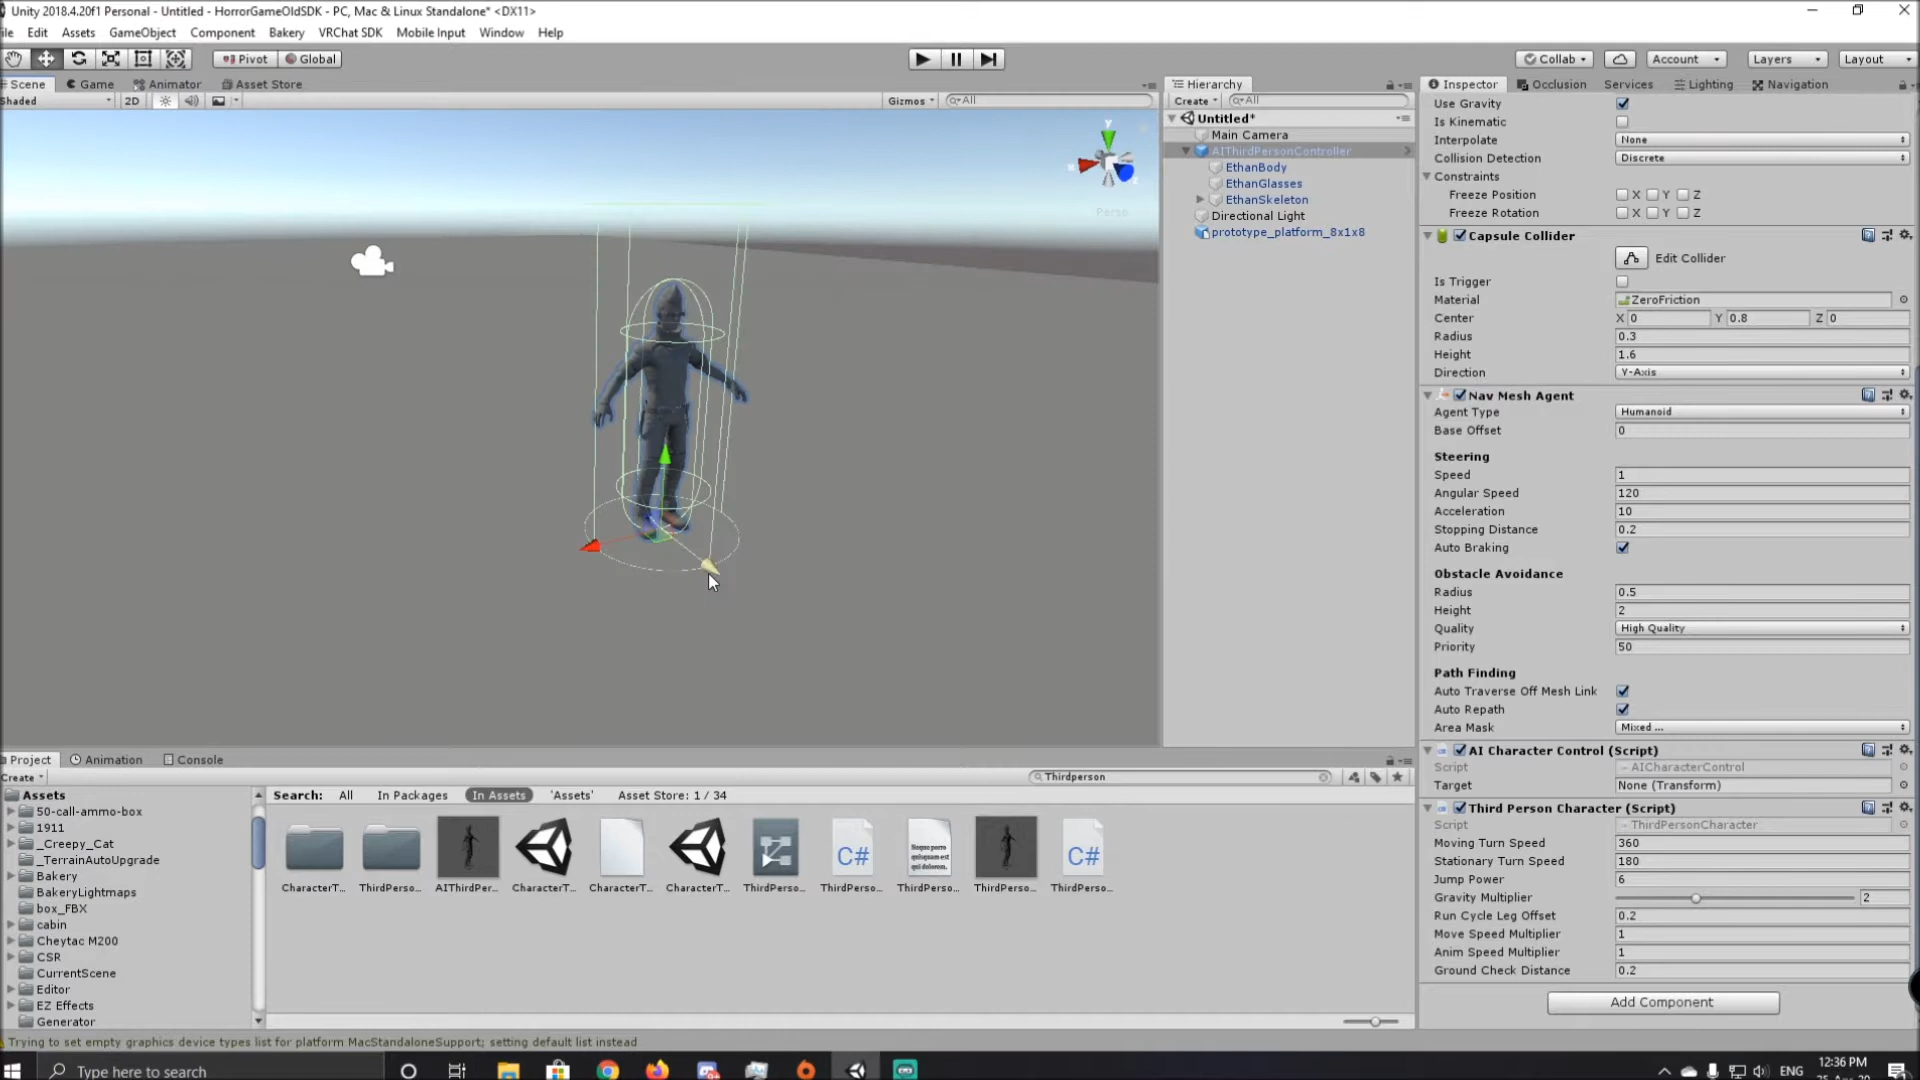 Unity 2018.4.20f1 Personal - Untitled - HorrorGameOldSDK - PC, Mac & Linux Standalone* <DX11>
ile Edit Assets GameObject Component Bakery VRChat SDK Mobile Input Window Help
Pivot Global Collab Account Layers Layout
Scene Game Animator Asset Store
Shaded 2D Gizmos All
y
x
z
Persp
Hierarchy
Create All
Untitled*
Main Camera
AIThirdPersonController
EthanBody
EthanGlasses
EthanSkeleton
Directional Light
prototype_platform_8x1x8
Inspector Occlusion Services Lighting Navigation
Use Gravity
Is Kinematic
Interpolate None
Collision Detection Discrete
Constraints
Freeze Position X Y Z
Freeze Rotation X Y Z
Capsule Collider
Edit Collider
Is Trigger
Material ZeroFriction
Center X 0 Y 0.8 Z 0
Radius 0.3
Height 1.6
Direction Y-Axis
Nav Mesh Agent
Agent Type Humanoid
Base Offset 0
Steering
Speed 1
Angular Speed 120
Acceleration 10
Stopping Distance 0.2
Auto Braking
Obstacle Avoidance
Radius 0.5
Height 2
Quality High Quality
Priority 50
Path Finding
Auto Traverse Off Mesh Link
Auto Repath
Area Mask Mixed ...
AI Character Control (Script)
Script AICharacterControl
Target None (Transform)
Third Person Character (Script)
Script ThirdPersonCharacter
Moving Turn Speed 360
Stationary Turn Speed 180
Jump Power 6
Gravity Multiplier 2
Run Cycle Leg Offset 0.2
Move Speed Multiplier 1
Anim Speed Multiplier 1
Ground Check Distance 0.2
Add Component
Project Animation Console
Create Thirdperson
Assets
50-call-ammo-box
1911
_Creepy_Cat
_TerrainAutoUpgrade
Bakery
BakeryLightmaps
box_FBX
cabin
Cheytac M200
CSR
CurrentScene
Editor
EZ Effects
Generator
Search: All In Packages In Assets 'Assets' Asset Store: 1 / 34
C# C#
CharacterT... ThirdPerso... AIThirdPer... CharacterT... CharacterT... CharacterT... ThirdPerso... ThirdPerso... ThirdPerso... ThirdPerso... ThirdPerso...
Trying to set empty graphics device types list for platform MacStandaloneSupport; setting default list instead
Type here to search
ENG
12:36 PM